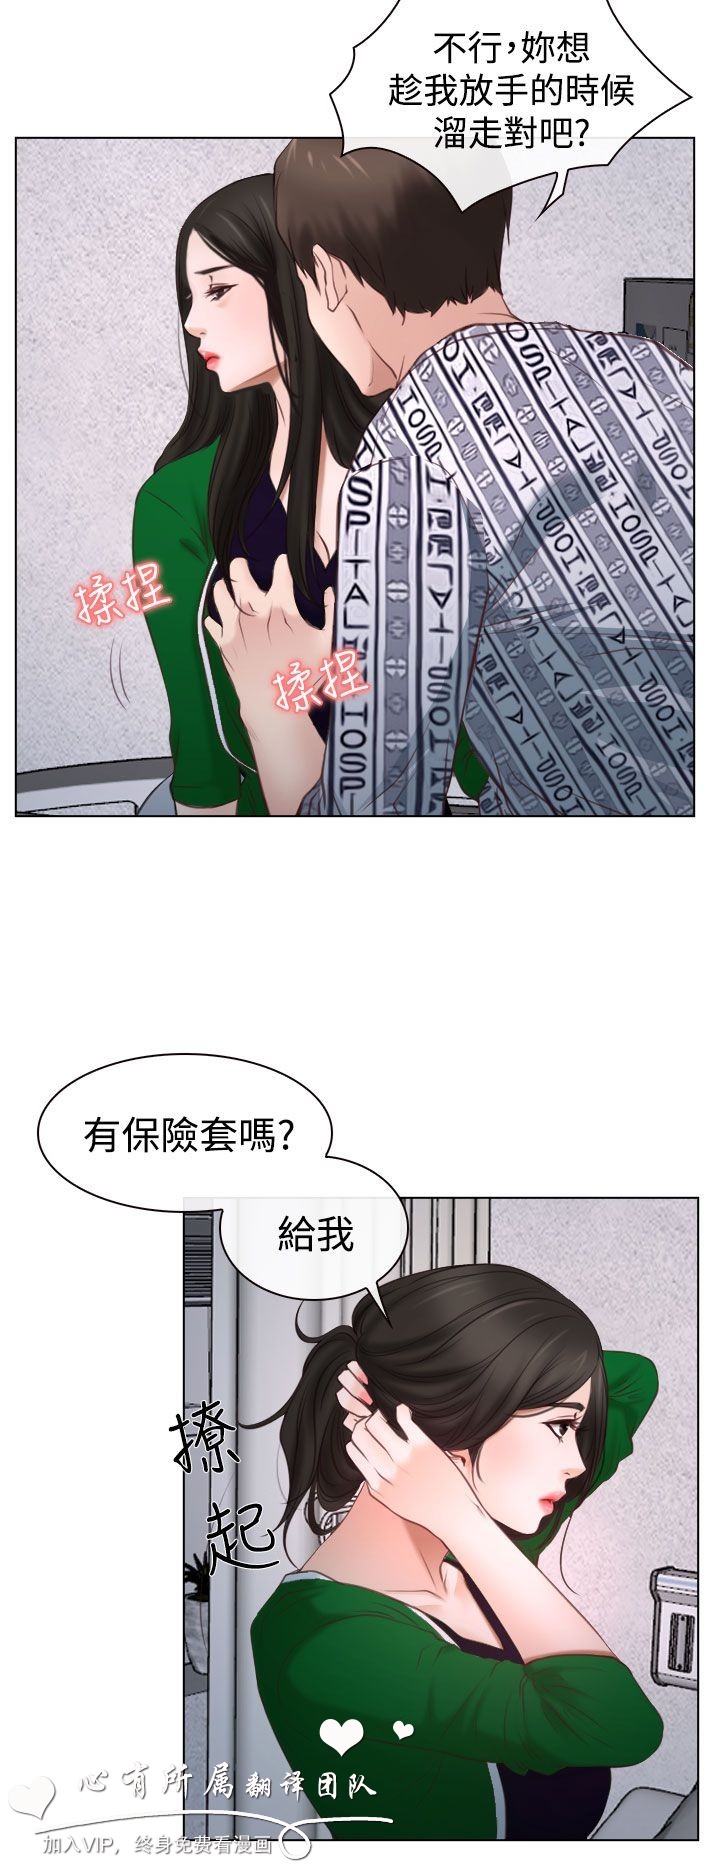 不行，妳想
趁我放手的時候
溜走對吧？
揉捏
揉捏
有保險套嗎？
給我
撩起
心有所属翻译团队
加入VIP，终身免费看漫画